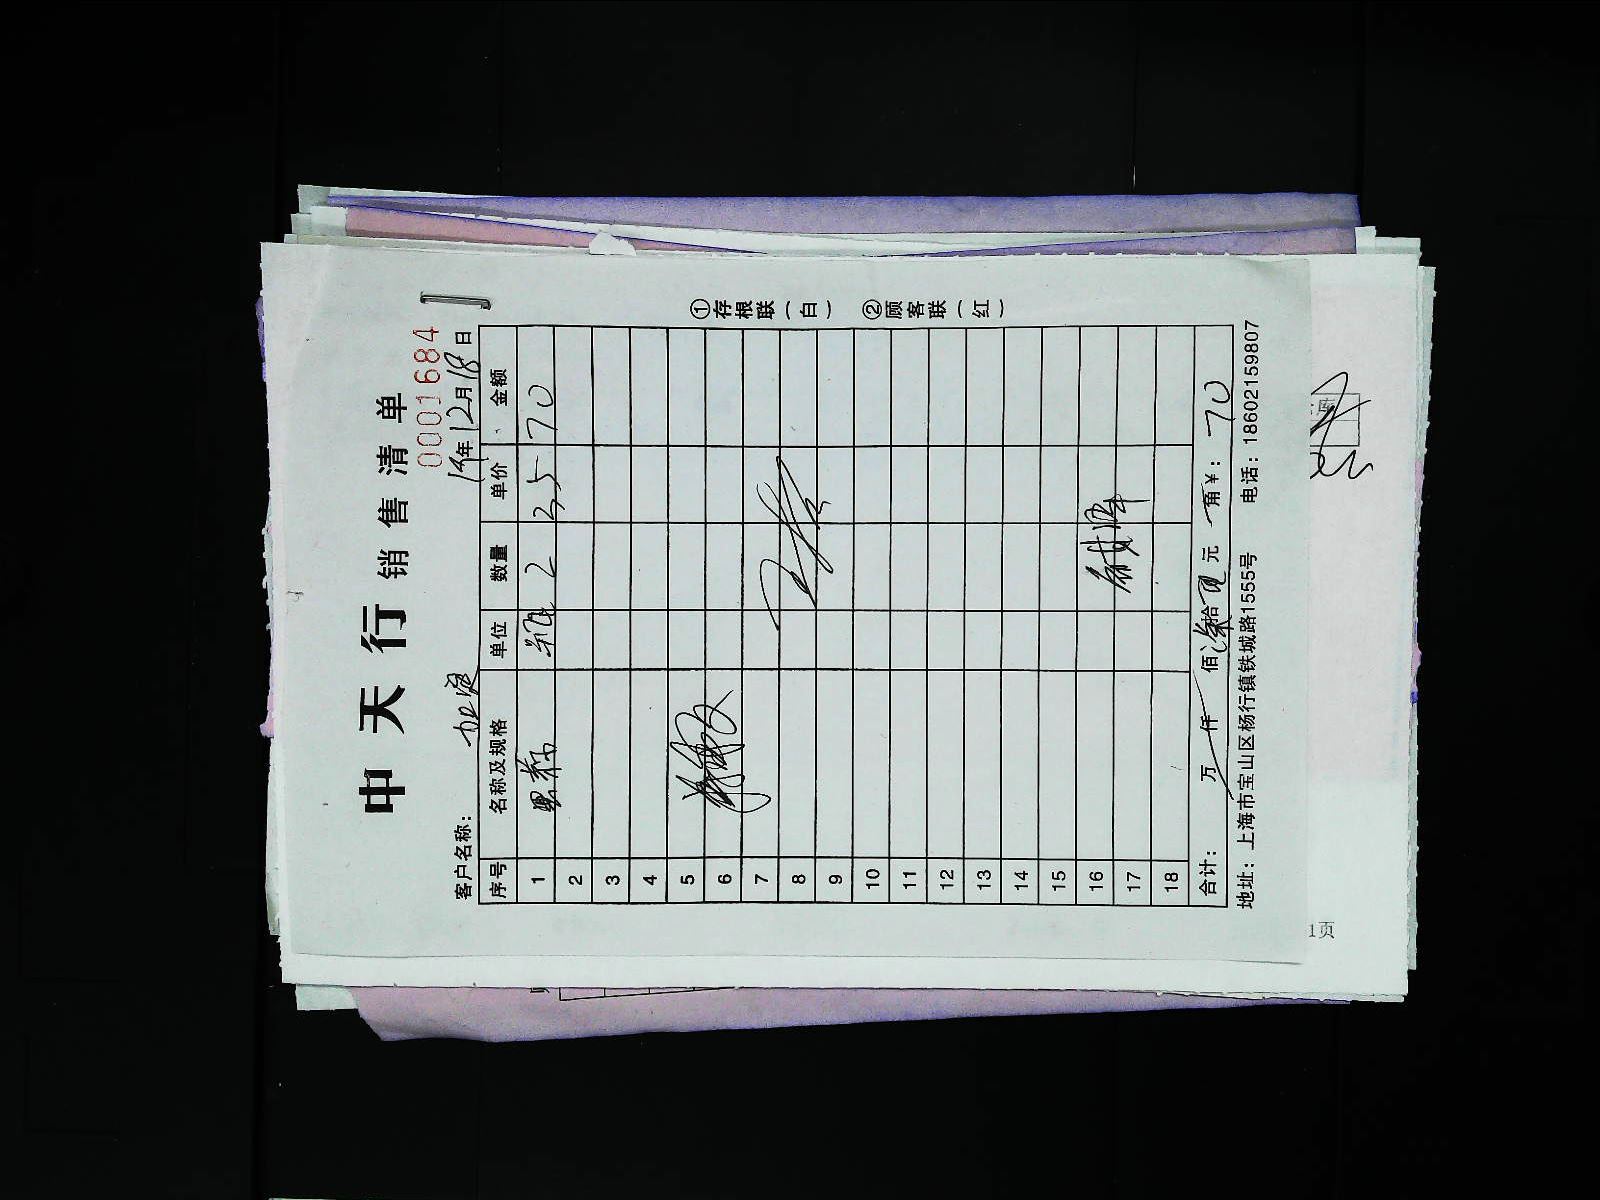 中天行销售清单
0001684
客户名称： 年12月18日
序号 名称及规格 单位 数量 单价 金额
1 瓶 2 35 70
2
3
4
5
6
7
8
9
10
11
12
13
14
15
16
17
18
合计： 万 仟 佰 拾 元 角 ¥：70
地址：上海市宝山区杨行镇铁城路1555号 电话：18602159807
①存根联（白） ②顾客联（红）
库
1页